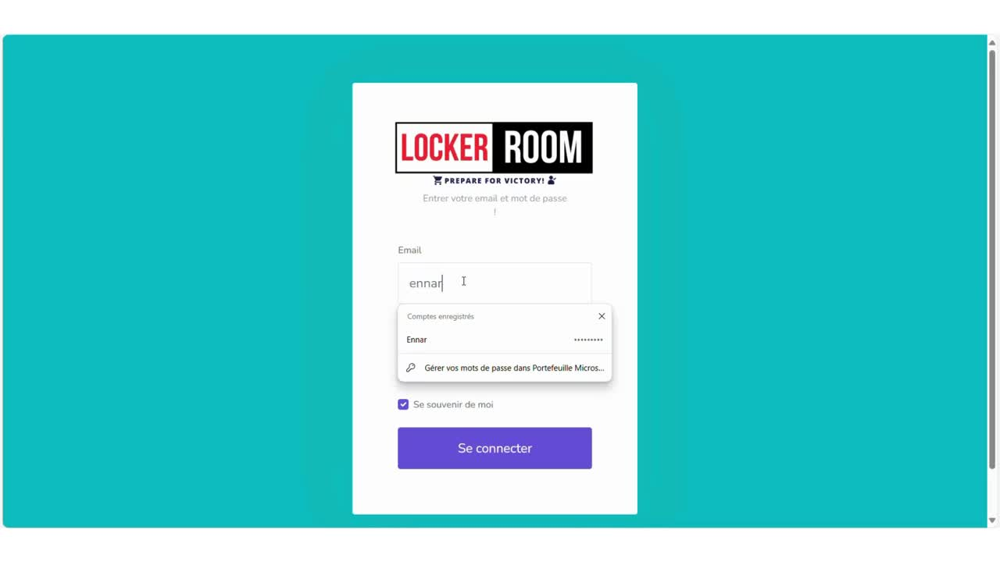 LOCKER ROOM
PREPARE FOR VICTORY!
Entrer votre email et mot de passe
!
Email
ennar
Comptes enregistrés
Ennar •••••••••
Gérer vos mots de passe dans Portefeuille Micros...
Se souvenir de moi
Se connecter